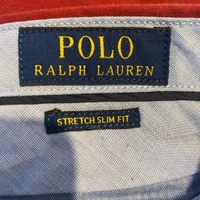 POLO
RALPH LAUREN
STRETCH SLIM FIT